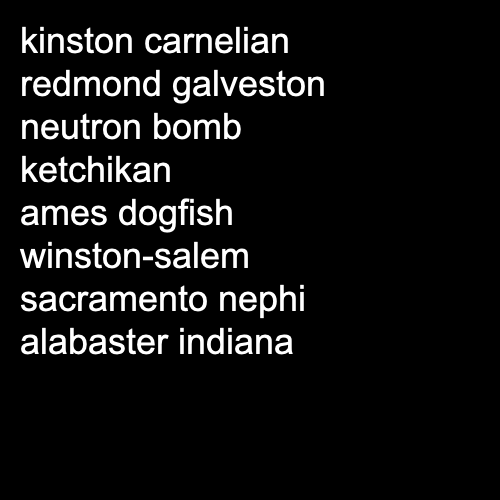 kinston carnelian
redmond galveston
neutron bomb
ketchikan
ames dogfish
winston-salem
sacramento nephi
alabaster indiana